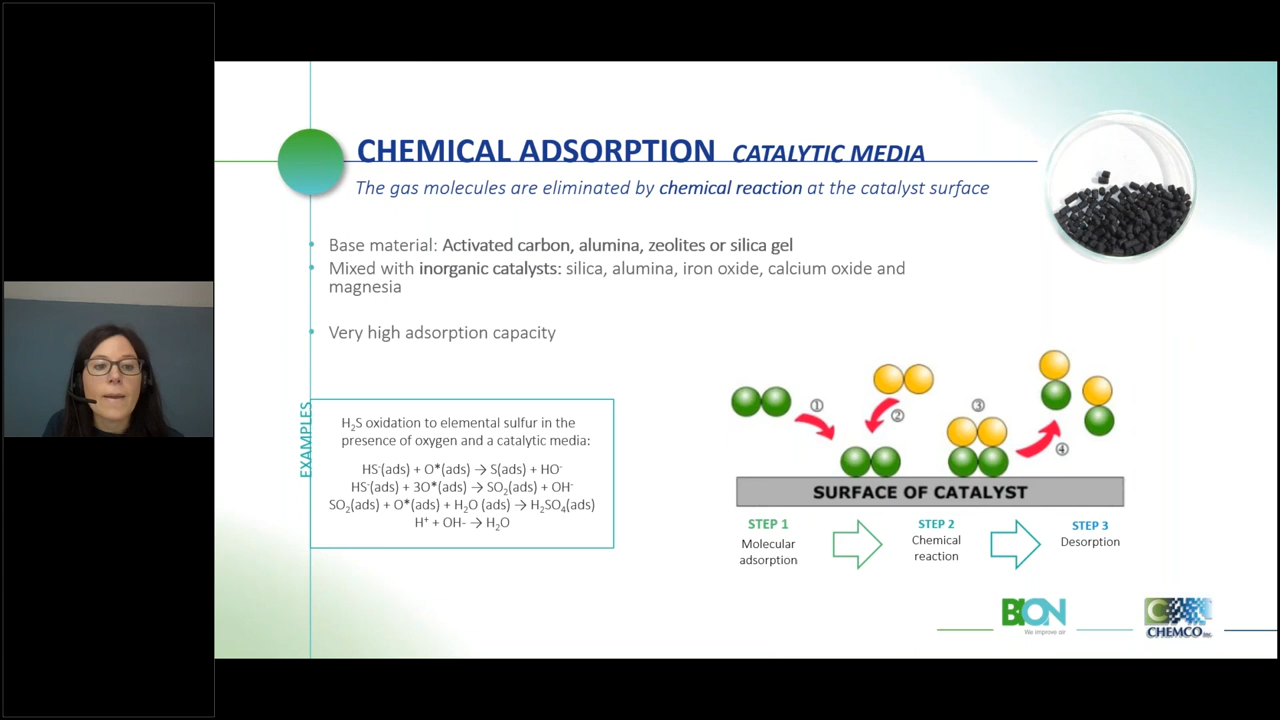 CHEMICAL ADSORPTION CATALYTIC MEDIA
The gas molecules are eliminated by chemical reaction at the catalyst surface
• Base material: Activated carbon, alumina, zeolites or silica gel
• Mixed with inorganic catalysts: silica, alumina, iron oxide, calcium oxide and
magnesia
• Very high adsorption capacity
EXAMPLES
H₂S oxidation to elemental sulfur in the
presence of oxygen and a catalytic media:
HS⁻(ads) + O*(ads) → S(ads) + HO⁻
HS⁻(ads) + 3O*(ads) → SO₂(ads) + OH⁻
SO₂(ads) + O*(ads) + H₂O (ads) → H₂SO₄(ads)
H⁺ + OH- → H₂O
①
②
③
④
SURFACE OF CATALYST
STEP 1
Molecular
adsorption
STEP 2
Chemical
reaction
STEP 3
Desorption
BION
We improve air
CHEMCO Inc.